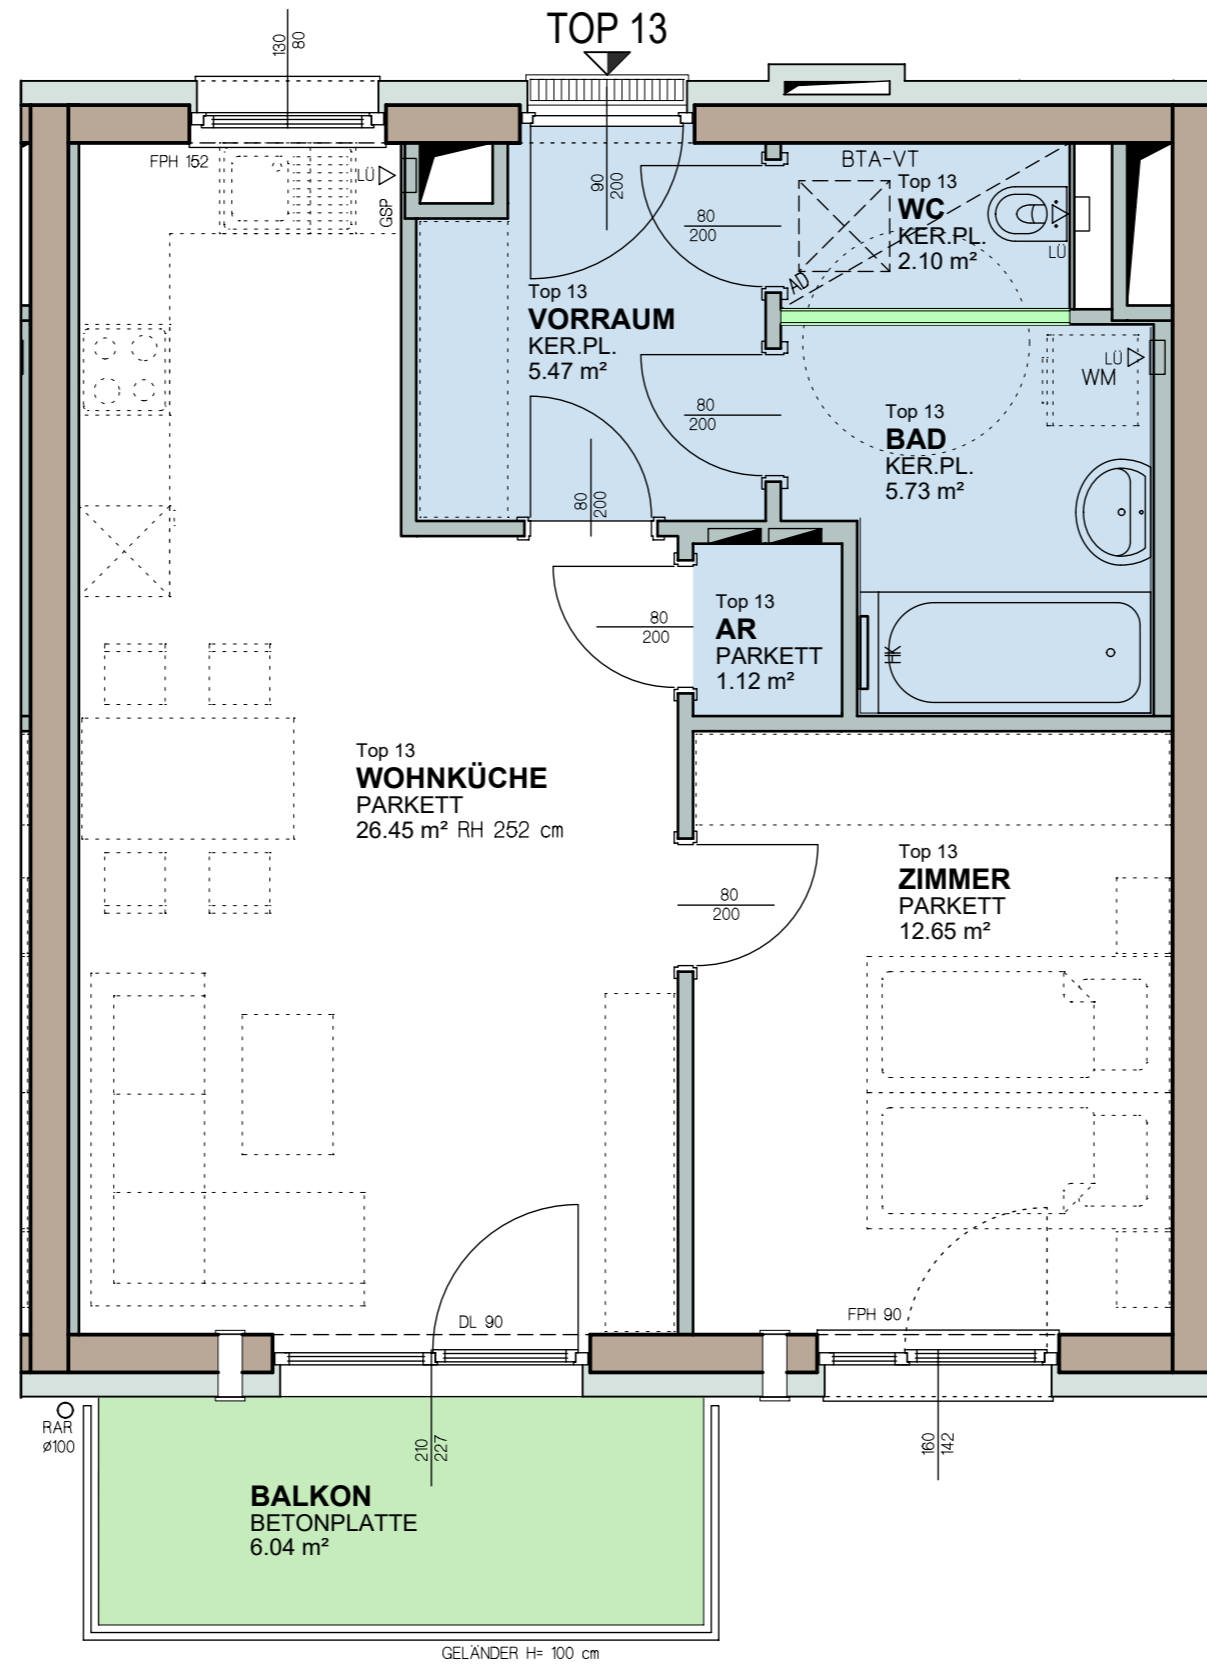 TOP 13
130
80
FPH 152
LÜ
GSP
90
200
80
200
BTA-VT
Top 13
WC
KER.PL.
2.10 m²
LÜ
AD
Top 13
VORRAUM
KER.PL.
5.47 m²
80
200
LÜ
WM
Top 13
BAD
KER.PL.
5.73 m²
80
200
80
200
Top 13
AR
PARKETT
1.12 m²
HK
Top 13
WOHNKÜCHE
PARKETT
26.45 m² RH 252 cm
80
200
Top 13
ZIMMER
PARKETT
12.65 m²
DL 90
FPH 90
RAR
ø100
210
227
160
142
BALKON
BETONPLATTE
6.04 m²
GELÄNDER H= 100 cm